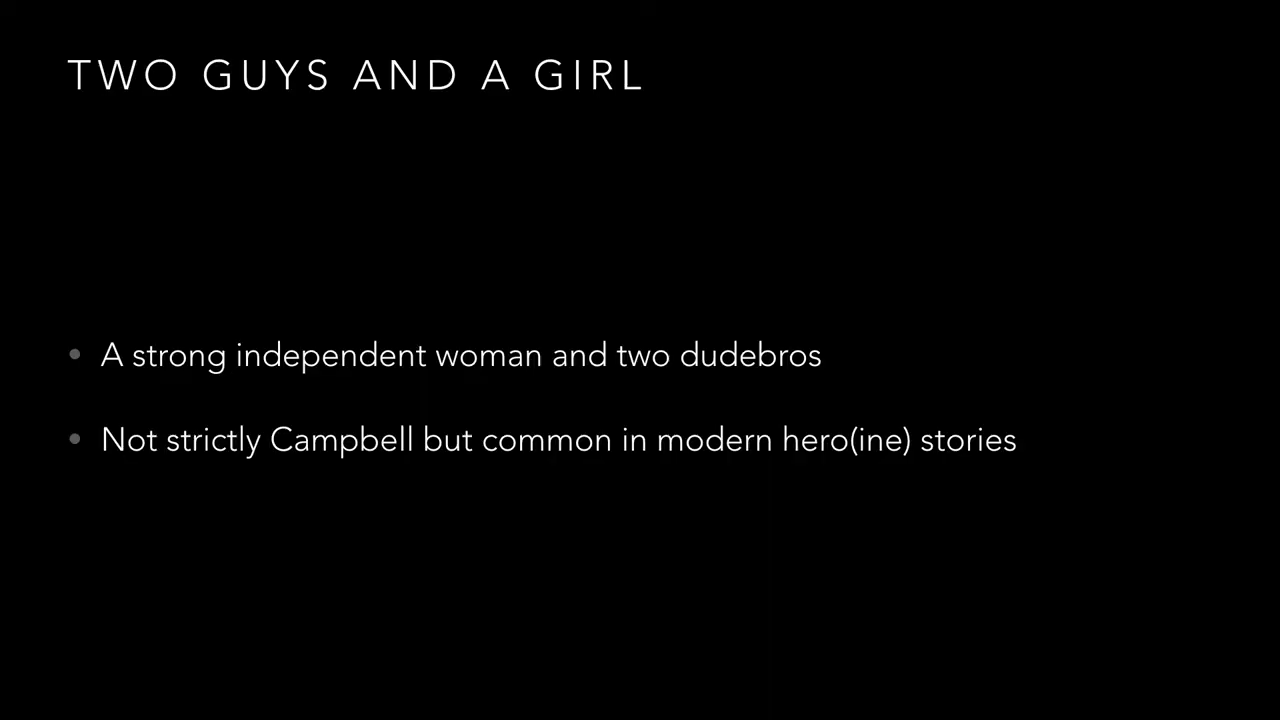 TWO GUYS AND A GIRL
• A strong independent woman and two dudebros
• Not strictly Campbell but common in modern hero(ine) stories